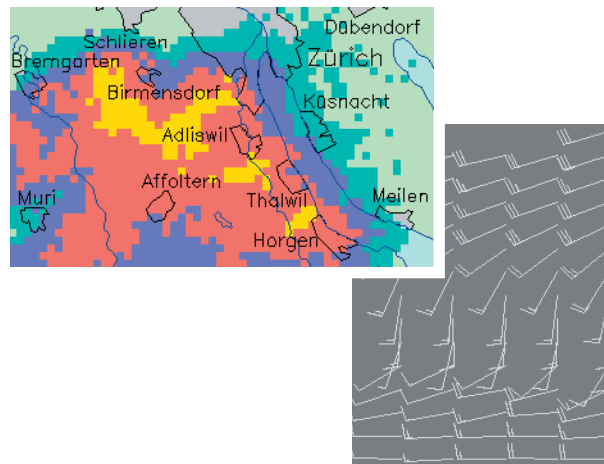 Dübendorf
Schlieren
Zürich
Bremgarten
Birmensdorf
Küsnacht
Adliswil
Affoltern
Muri
Thalwil
Meilen
Horgen